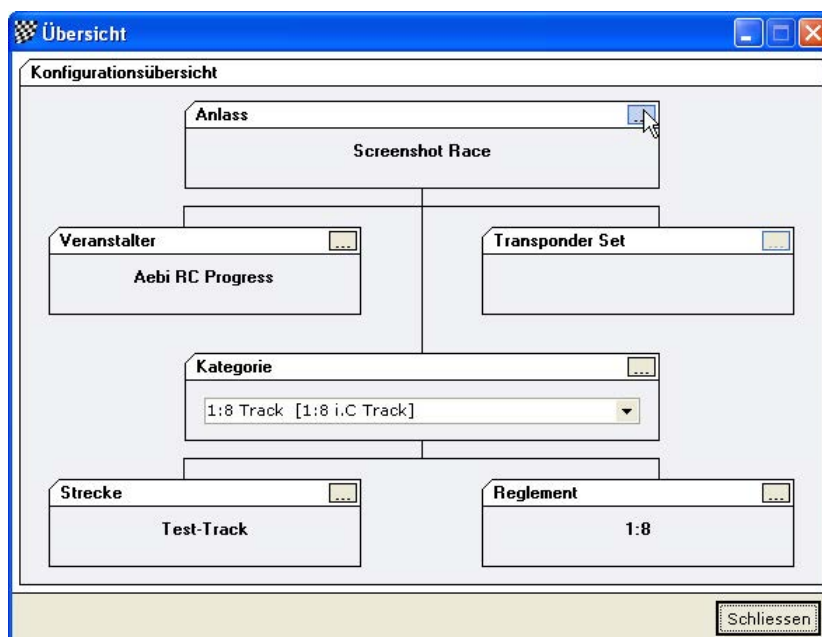 Übersicht
Konfigurationsübersicht
Anlass
...
Screenshot Race
Veranstalter
...
Transponder Set
...
Aebi RC Progress
Kategorie
...
1:8 Track [1:8 i.C Track]
Strecke
...
Reglement
...
Test-Track
1:8
Schliessen